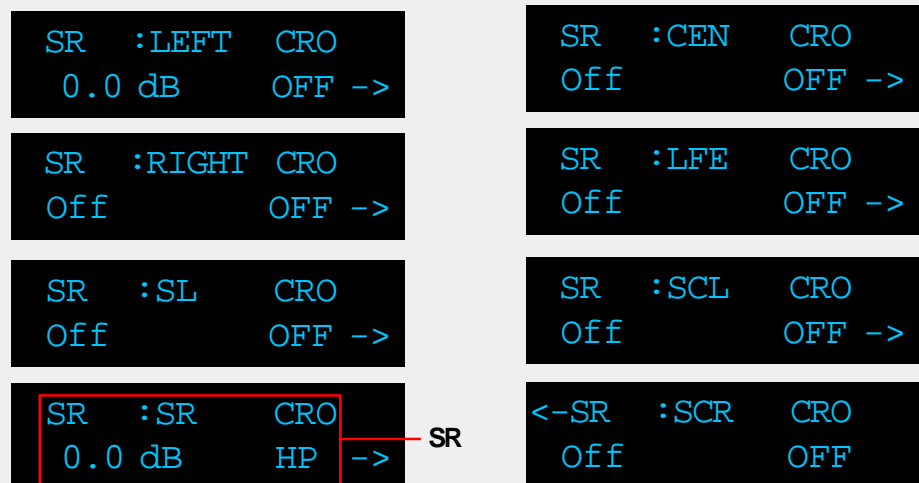 SR :LEFT CRO
0.0 dB OFF ->
SR :RIGHT CRO
Off OFF ->
SR :SL CRO
Off OFF ->
SR :SR CRO
0.0 dB HP ->
SR
SR :CEN CRO
Off OFF ->
SR :LFE CRO
Off OFF ->
SR :SCL CRO
Off OFF ->
<-SR :SCR CRO
Off OFF